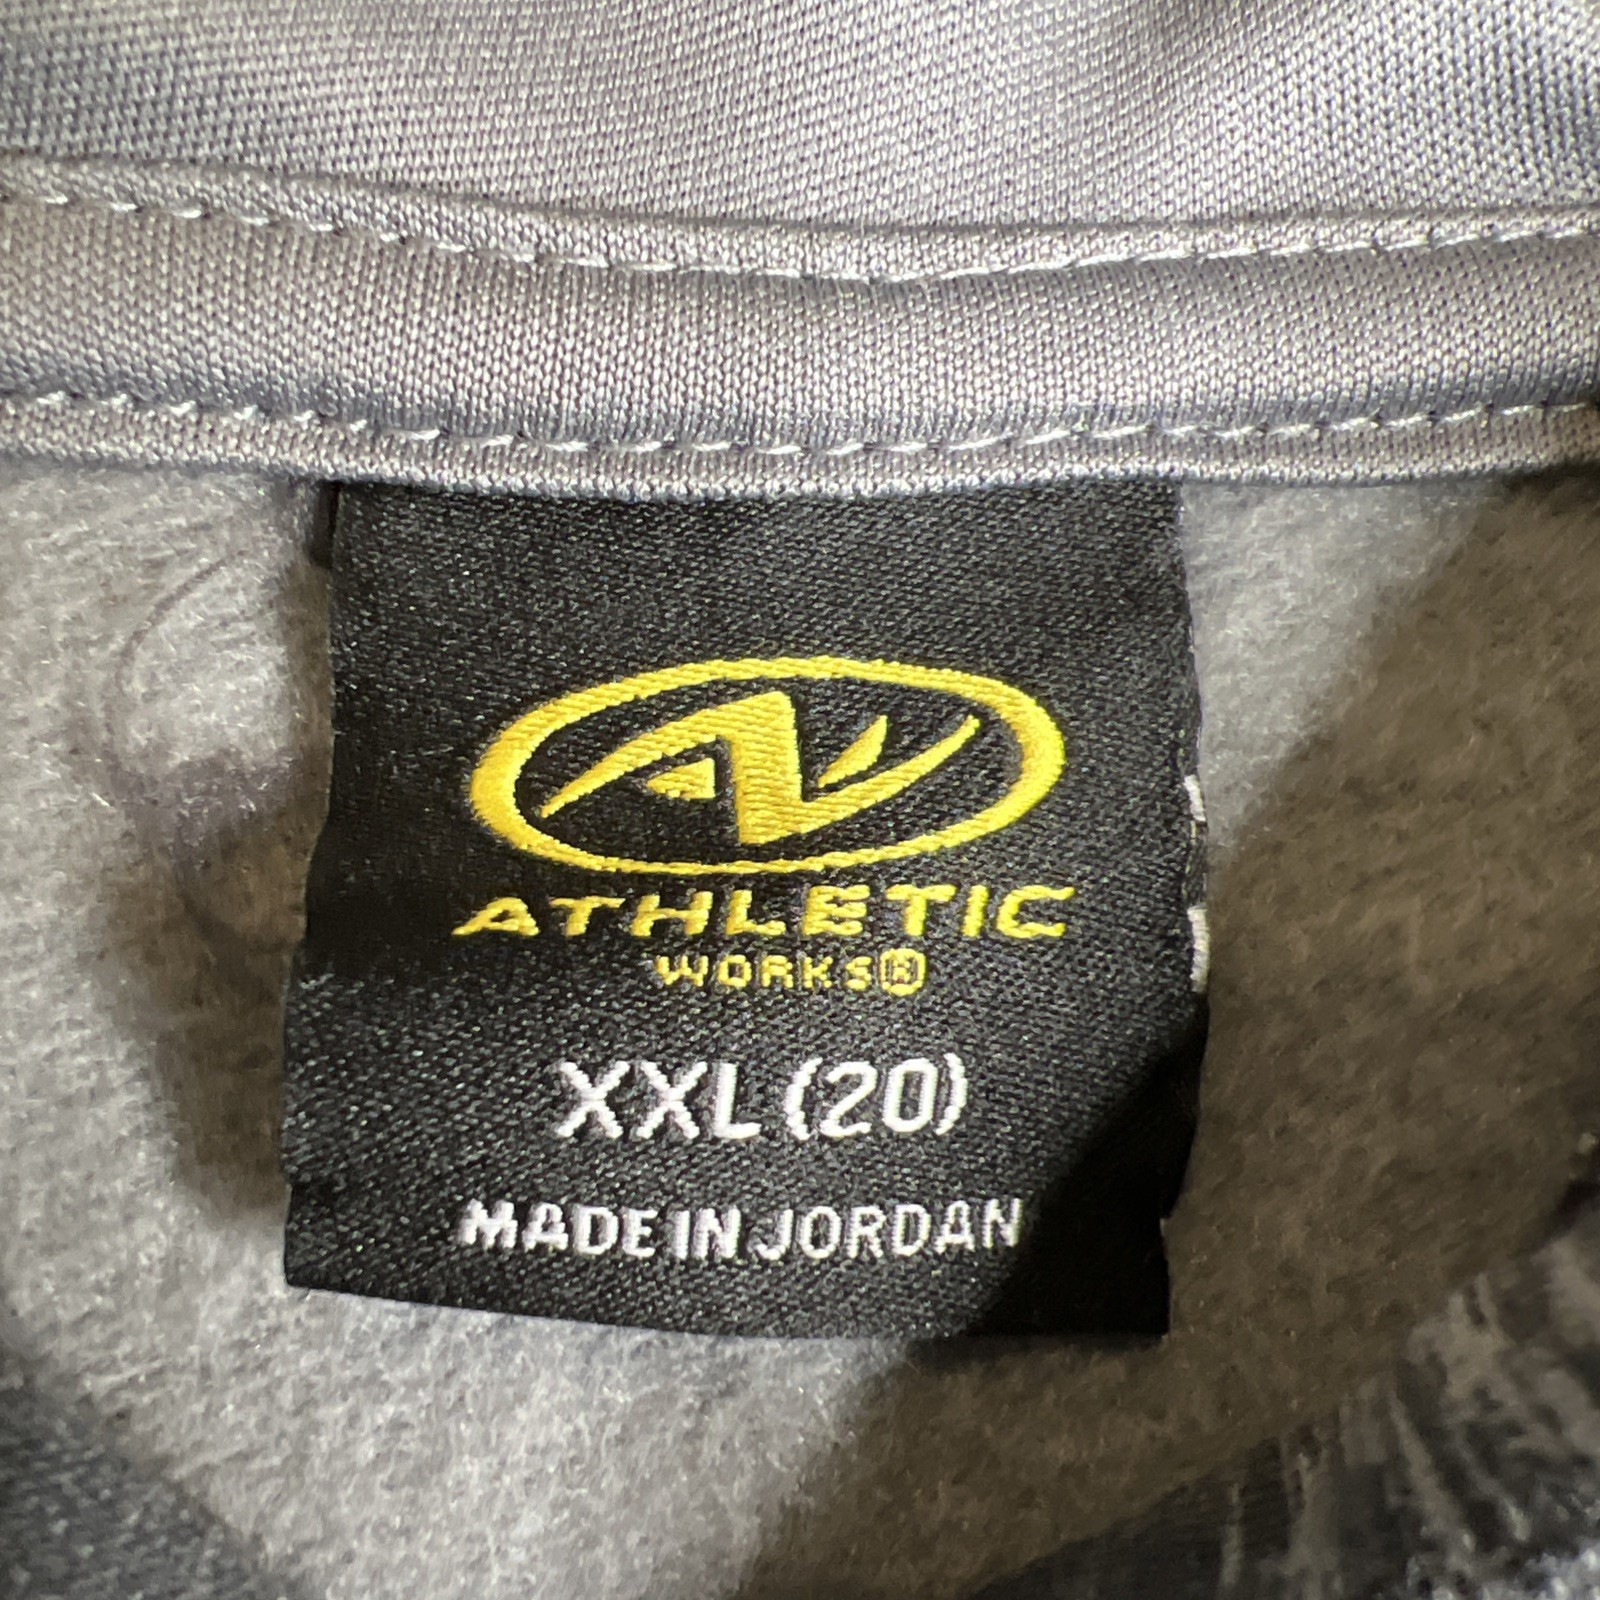 ATHLETIC
WORKS®
XXL (20)
MADE IN JORDAN